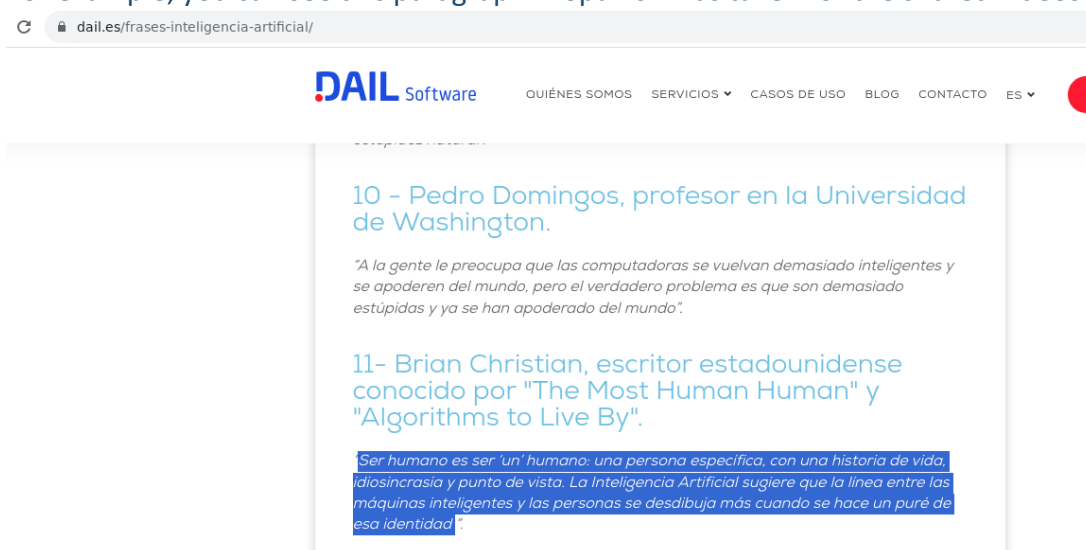 dail.es/frases-inteligencia-artificial/
DAIL Software
QUIÉNES SOMOS SERVICIOS CASOS DE USO BLOG CONTACTO ES
10 - Pedro Domingos, profesor en la Universidad
de Washington.
“A la gente le preocupa que las computadoras se vuelvan demasiado inteligentes y
se apoderen del mundo, pero el verdadero problema es que son demasiado
estúpidas y ya se han apoderado del mundo”.
11- Brian Christian, escritor estadounidense
conocido por "The Most Human Human" y
"Algorithms to Live By".
“Ser humano es ser ‘un’ humano: una persona específica, con una historia de vida,
idiosincrasia y punto de vista. La Inteligencia Artificial sugiere que la línea entre las
máquinas inteligentes y las personas se desdibuja más cuando se hace un puré de
esa identidad ”.